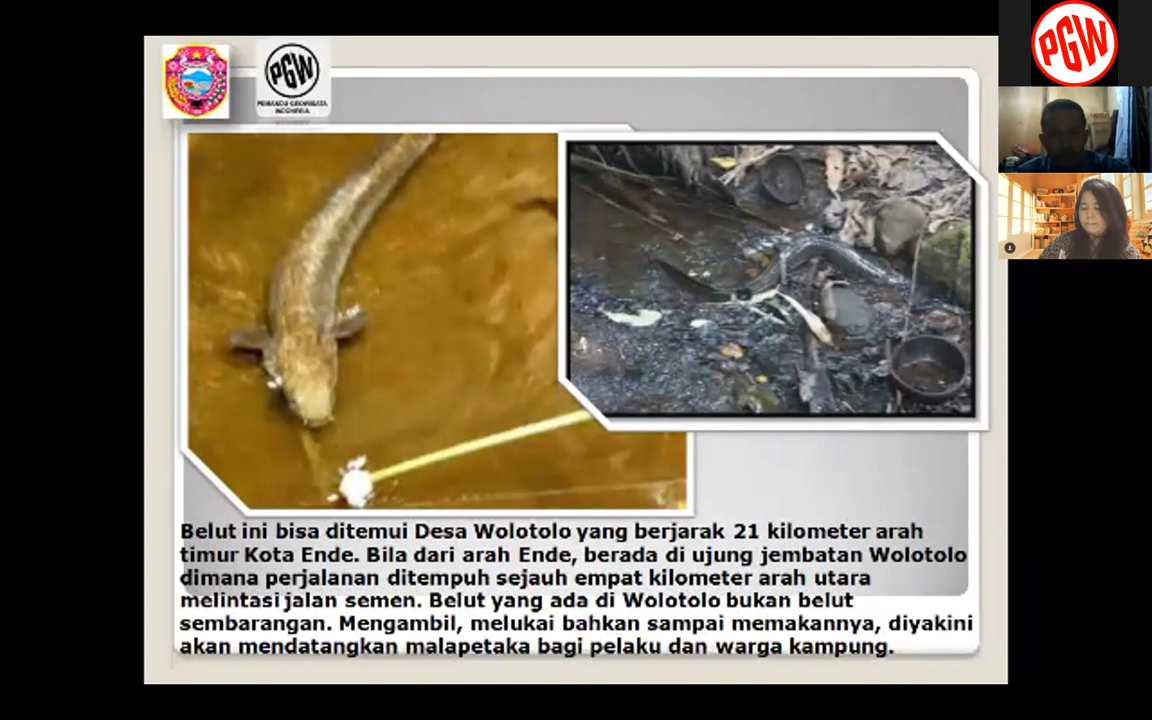 PGW
PGW
PEMANDU GEOWISATA
INDONESIA
Belut ini bisa ditemui Desa Wolotolo yang berjarak 21 kilometer arah
timur Kota Ende. Bila dari arah Ende, berada di ujung jembatan Wolotolo
dimana perjalanan ditempuh sejauh empat kilometer arah utara
melintasi jalan semen. Belut yang ada di Wolotolo bukan belut
sembarangan. Mengambil, melukai bahkan sampai memakannya, diyakini
akan mendatangkan malapetaka bagi pelaku dan warga kampung.